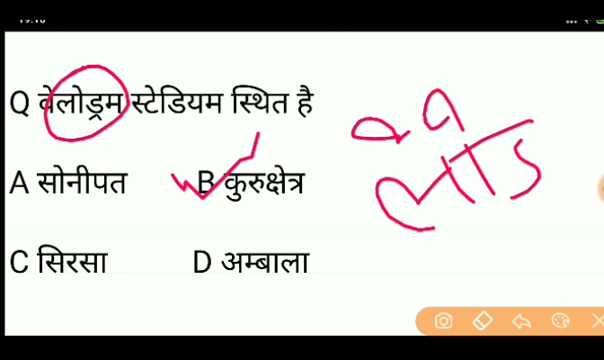 Q वेलोड्रम स्टेडियम स्थित है
A सोनीपत B कुरुक्षेत्र
C सिरसा D अम्बाला